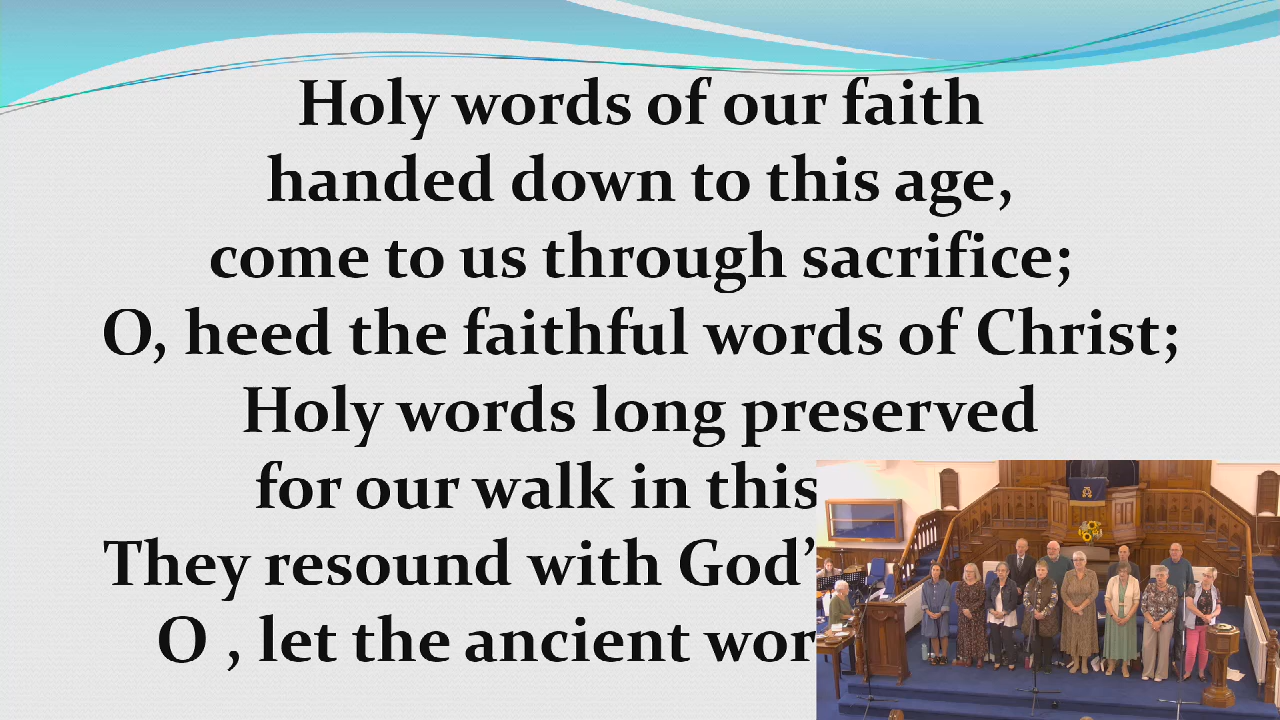 Holy words of our faith
handed down to this age,
come to us through sacrifice;
O, heed the faithful words of Christ;
Holy words long preserved
for our walk in this
They resound with God’
O , let the ancient wor